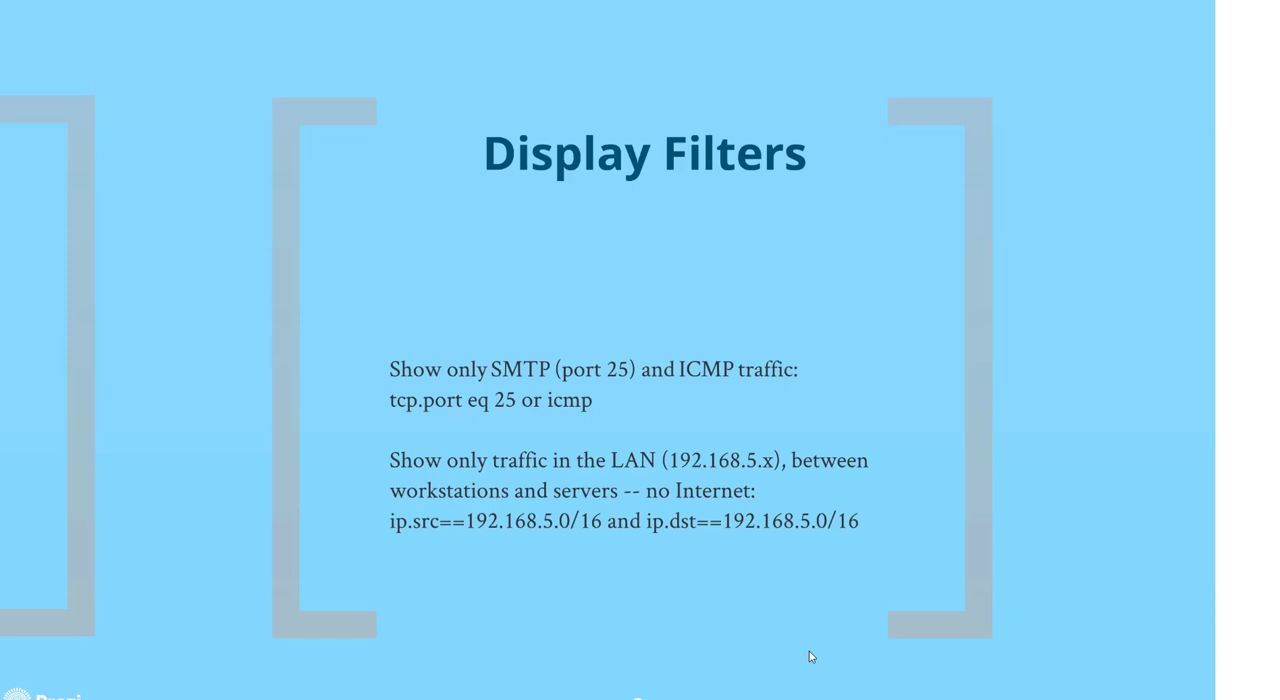 Display Filters
Show only SMTP (port 25) and ICMP traffic:
tcp.port eq 25 or icmp
Show only traffic in the LAN (192.168.5.x), between
workstations and servers -- no Internet:
ip.src==192.168.5.0/16 and ip.dst==192.168.5.0/16
Prezi